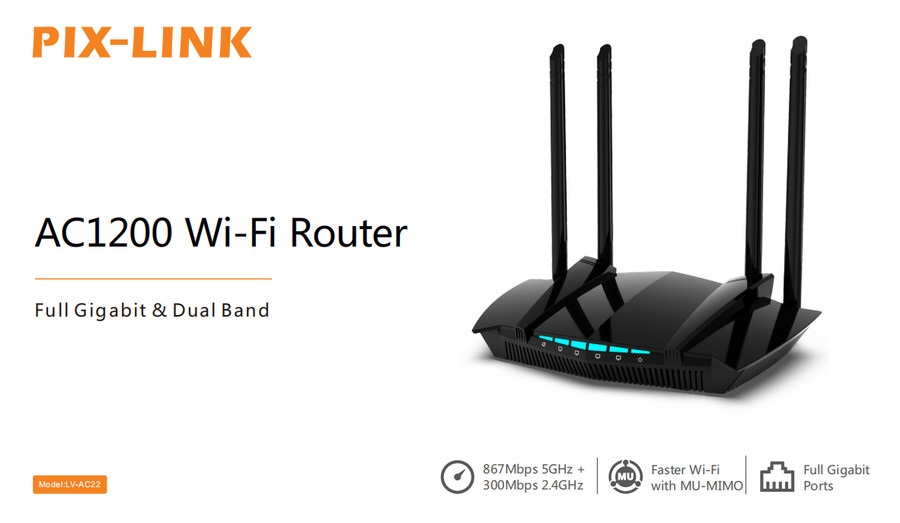 PIX-LINK
AC1200 Wi-Fi Router
Full Gigabit & Dual Band
Model:LV-AC22
867Mbps 5GHz +
300Mbps 2.4GHz
MU
Faster Wi-Fi
with MU-MIMO
Full Gigabit
Ports